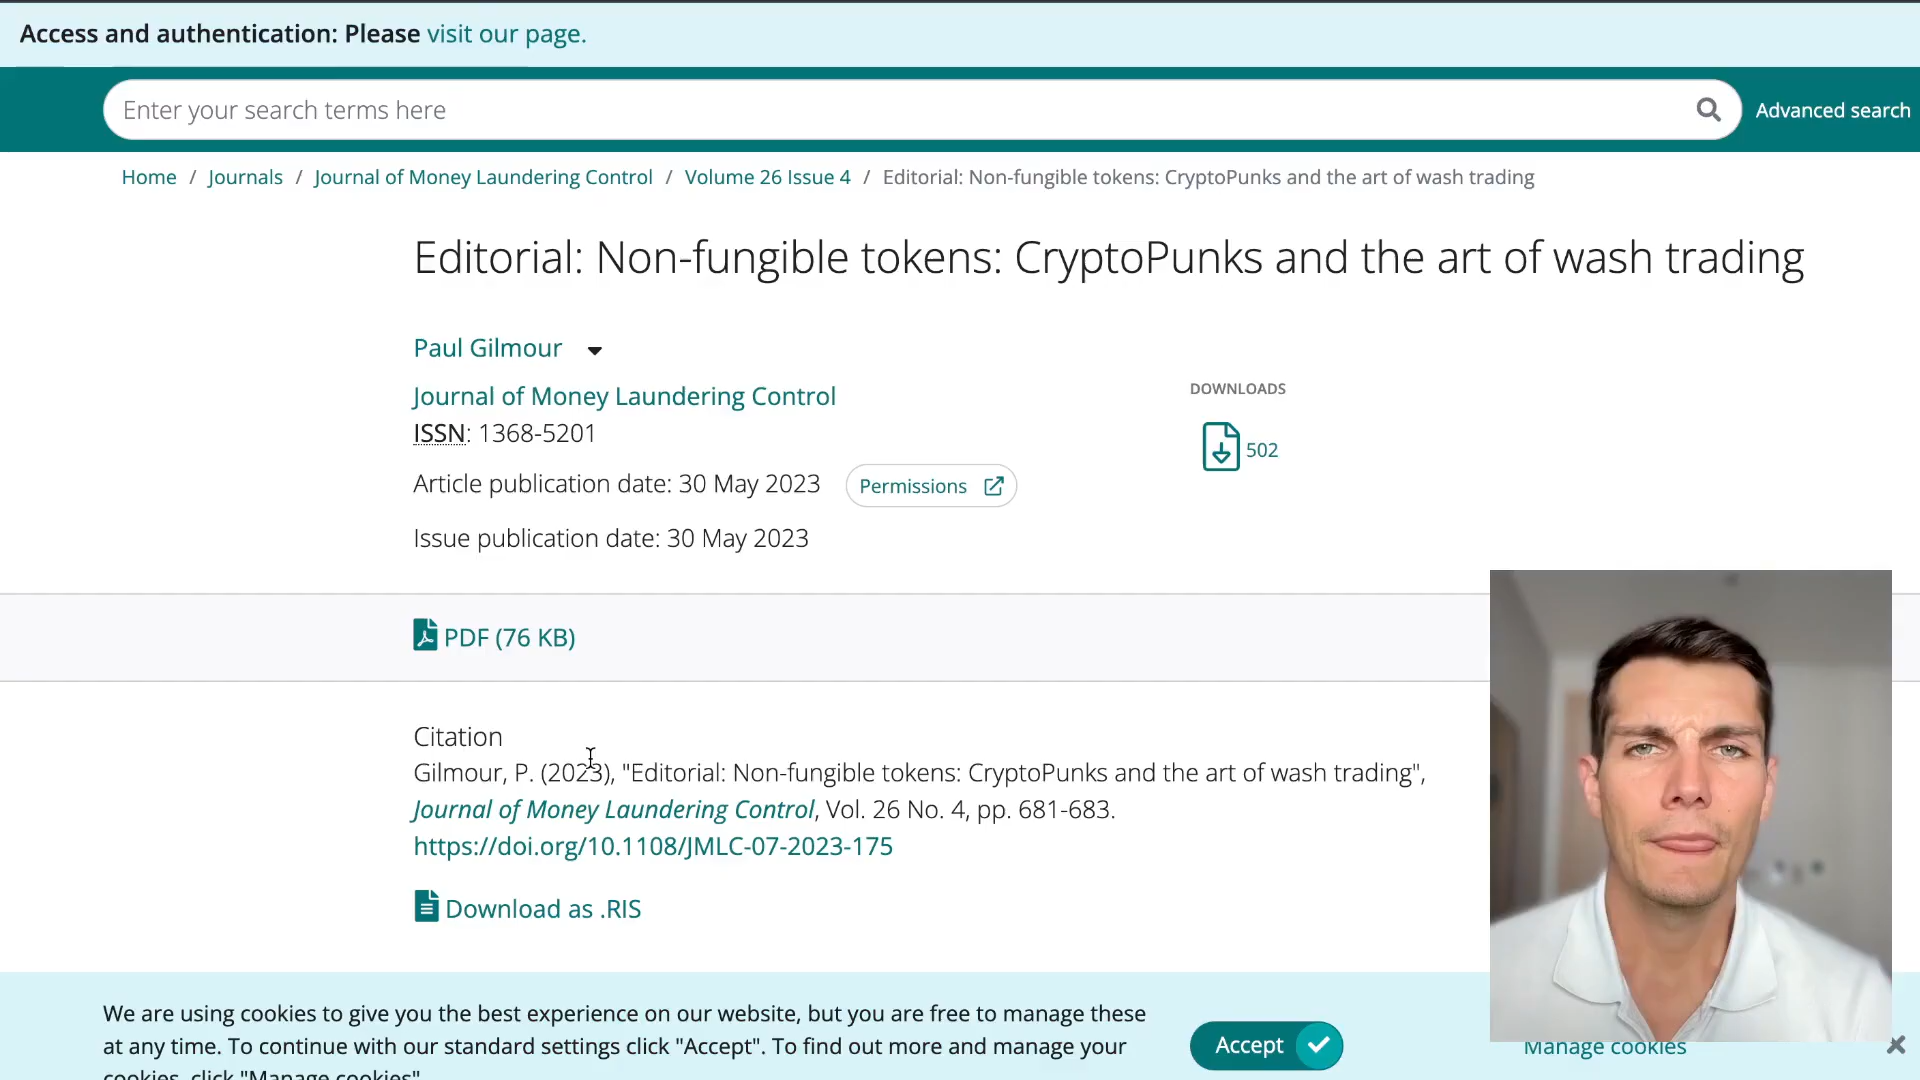 Access and authentication: Please visit our page.
Enter your search terms here
Advanced search
Home / Journals / Journal of Money Laundering Control / Volume 26 Issue 4 / Editorial: Non-fungible tokens: CryptoPunks and the art of wash trading
Editorial: Non-fungible tokens: CryptoPunks and the art of wash trading
Paul Gilmour
Journal of Money Laundering Control
ISSN: 1368-5201
Article publication date: 30 May 2023
Permissions
Issue publication date: 30 May 2023
DOWNLOADS
502
PDF (76 KB)
Citation
Gilmour, P. (2023), "Editorial: Non-fungible tokens: CryptoPunks and the art of wash trading",
Journal of Money Laundering Control, Vol. 26 No. 4, pp. 681-683.
https://doi.org/10.1108/JMLC-07-2023-175
Download as .RIS
We are using cookies to give you the best experience on our website, but you are free to manage these
at any time. To continue with our standard settings click "Accept". To find out more and manage your
cookies, click "Manage cookies".
Accept
Manage cookies